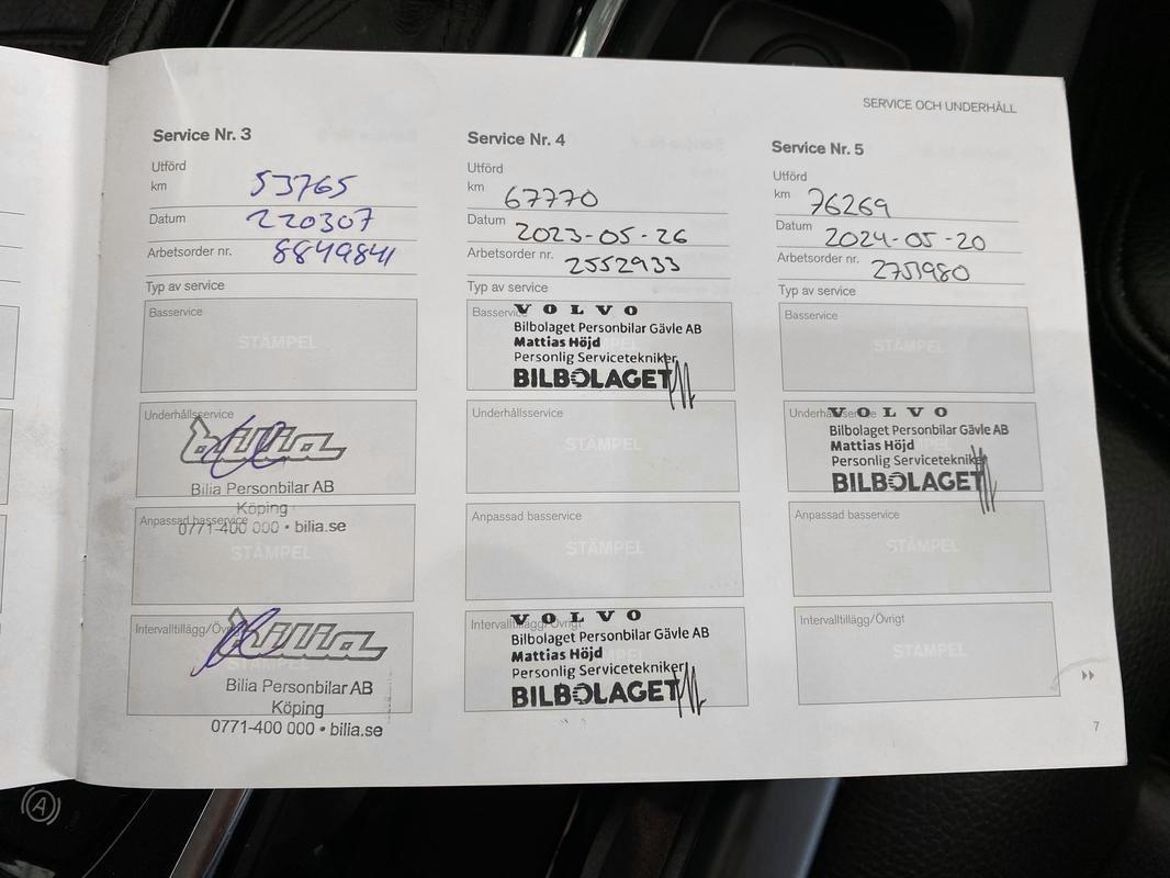 SERVICE OCH UNDERHÅLL
Service Nr. 3
Utförd
km 53765
Datum 220307
Arbetsorder nr. 8849841
Typ av service
Basservice
STÄMPEL
Underhållsservice
bilia
Bilia Personbilar AB
Köping
0771-400 000 • bilia.se
Anpassad basservice
STÄMPEL
Intervalltillägg/Övrigt
bilia
STÄMPEL
Bilia Personbilar AB
Köping
0771-400 000 • bilia.se
Service Nr. 4
Utförd
km 67770
Datum 2023-05-26
Arbetsorder nr. 2552933
Typ av service
Basservice
VOLVO
Bilbolaget Personbilar Gävle AB
Mattias Höjd
Personlig Servicetekniker
BILBOLAGET
Underhållsservice
STÄMPEL
Anpassad basservice
STÄMPEL
Intervalltillägg/Övrigt
VOLVO
Bilbolaget Personbilar Gävle AB
Mattias Höjd
Personlig Servicetekniker
BILBOLAGET
Service Nr. 5
Utförd
km 76269
Datum 2024-05-20
Arbetsorder nr. 2751980
Typ av service
Basservice
STÄMPEL
Underhållsservice
VOLVO
Bilbolaget Personbilar Gävle AB
Mattias Höjd
Personlig Servicetekniker
BILBOLAGET
Anpassad basservice
STÄMPEL
Intervalltillägg/Övrigt
STÄMPEL
7
A